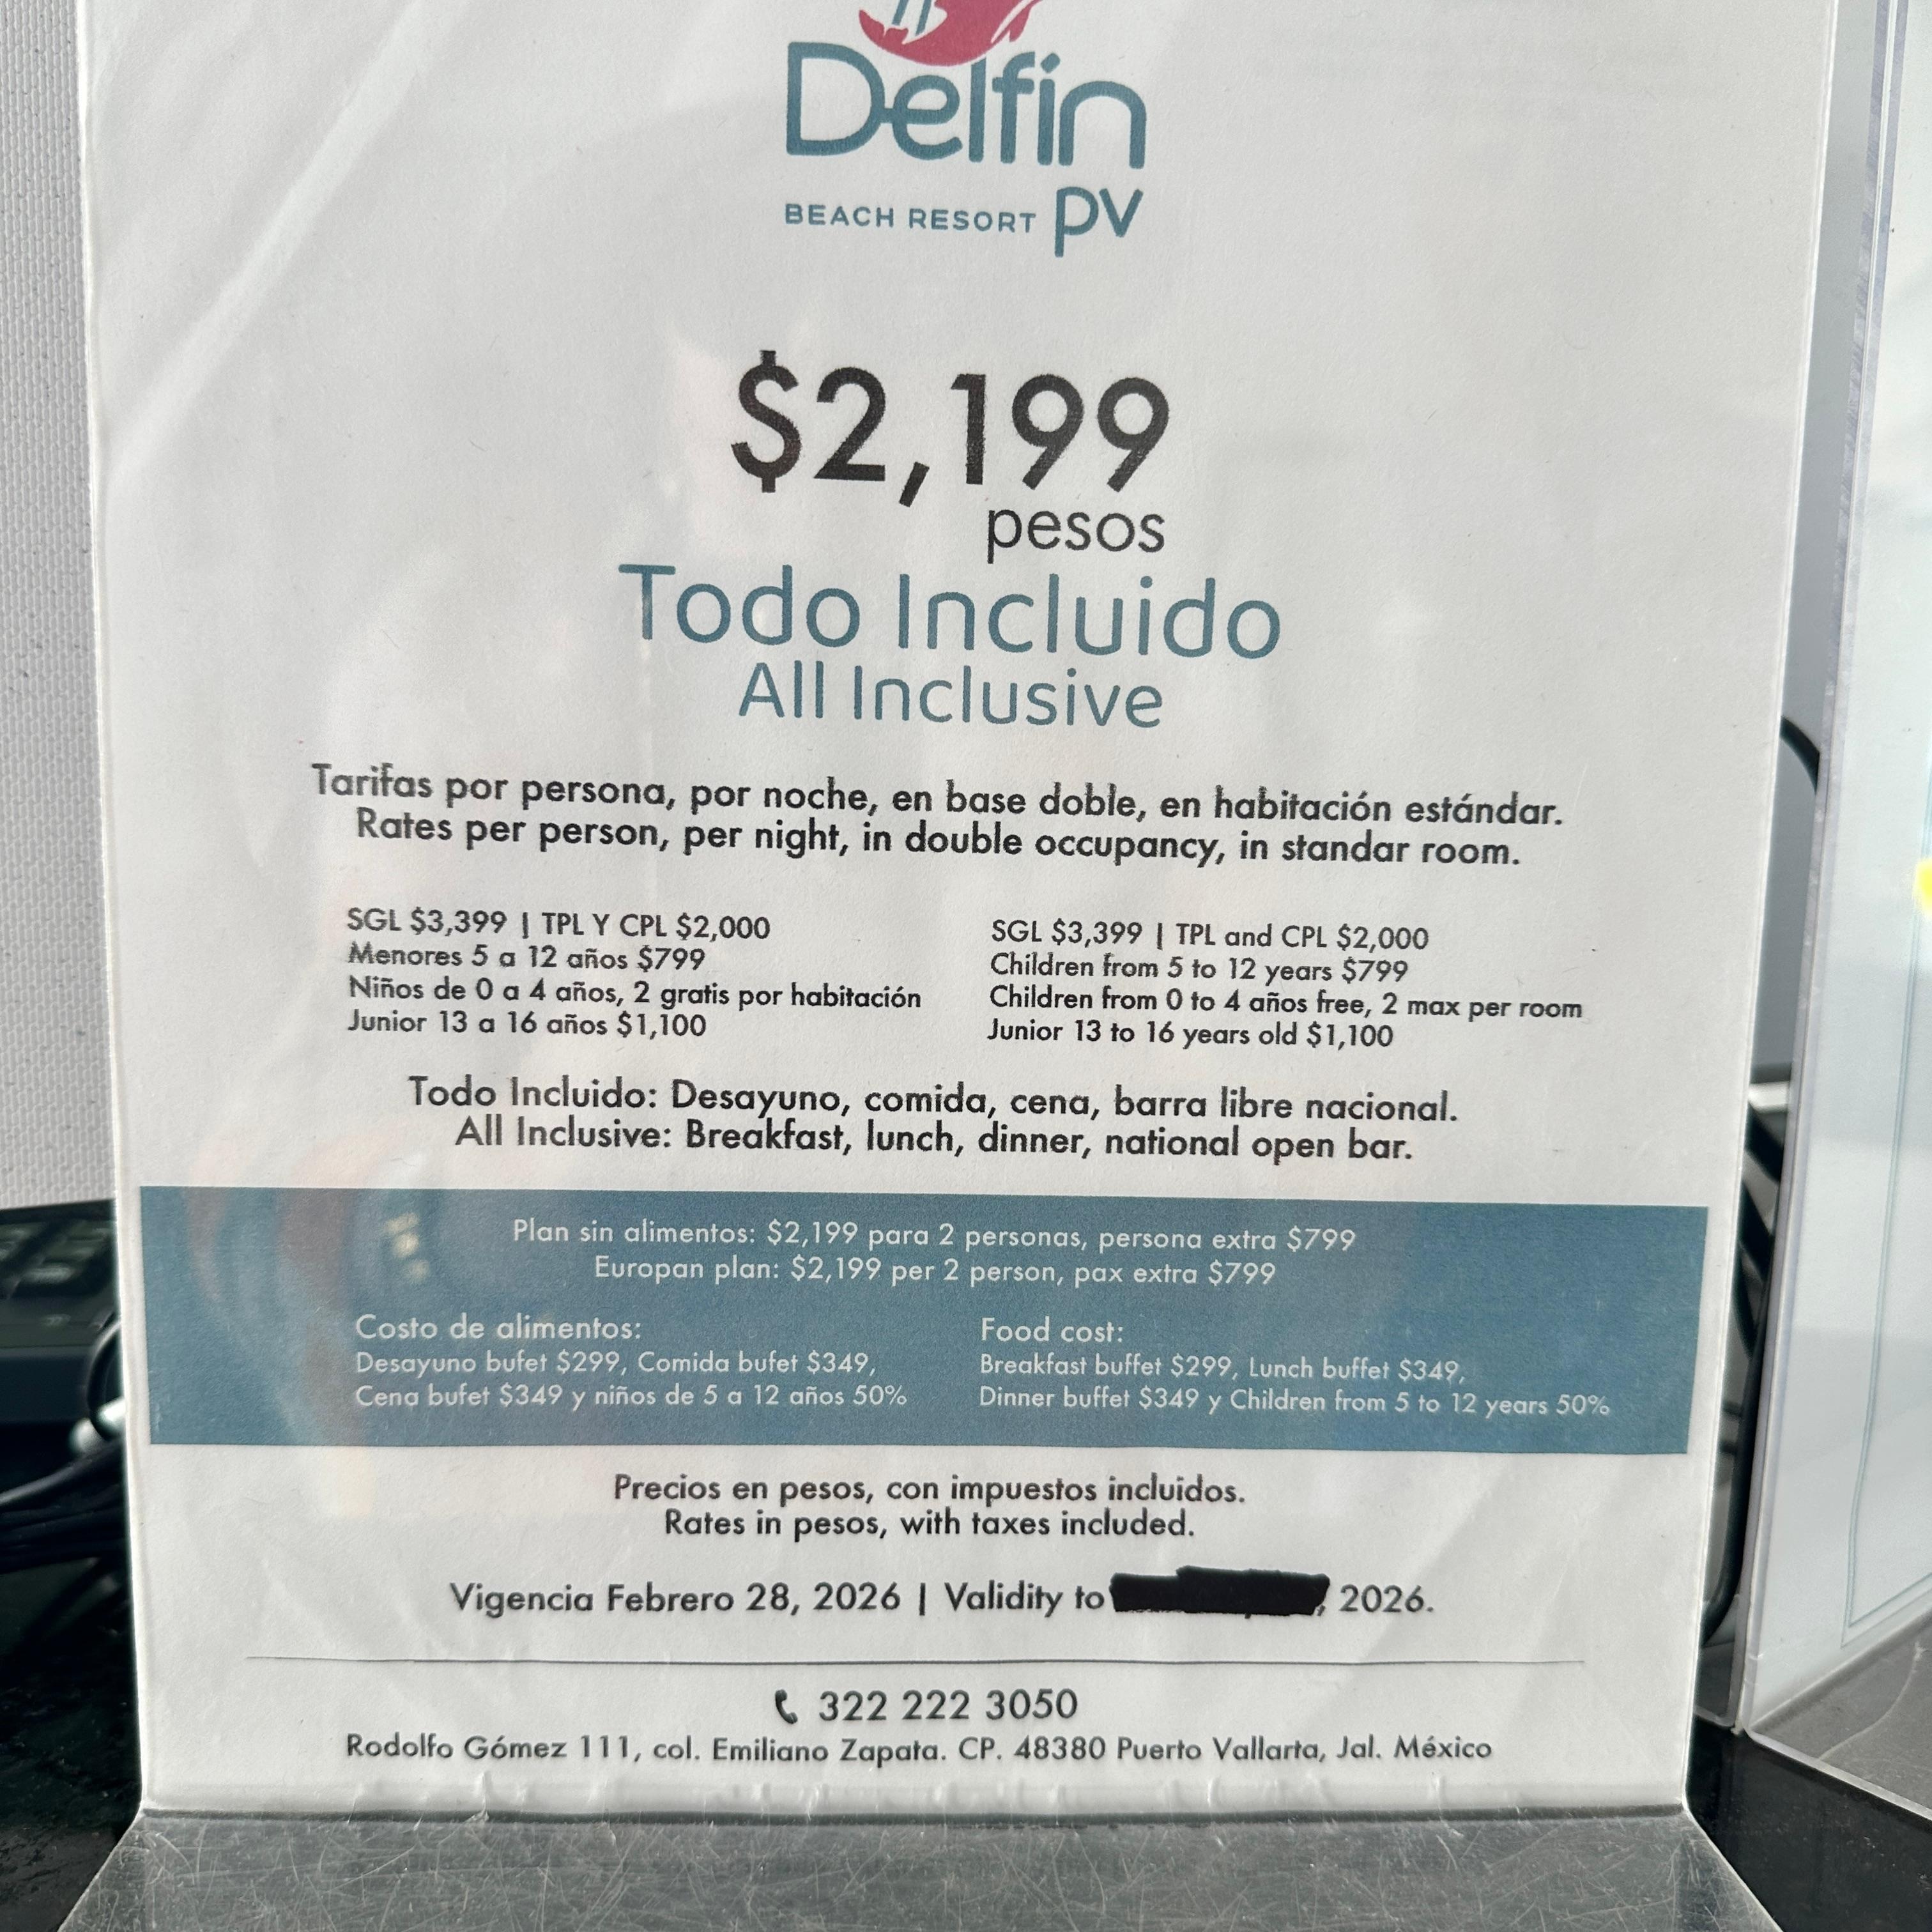 Delfin
BEACH RESORT pv
$2,199
pesos
Todo Incluido
All Inclusive
Tarifas por persona, por noche, en base doble, en habitación estándar.
Rates per person, per night, in double occupancy, in standar room.
SGL $3,399 | TPL Y CPL $2,000
Menores 5 a 12 años $799
Niños de 0 a 4 años, 2 gratis por habitación
Junior 13 a 16 años $1,100
SGL $3,399 | TPL and CPL $2,000
Children from 5 to 12 years $799
Children from 0 to 4 años free, 2 max per room
Junior 13 to 16 years old $1,100
Todo Incluido: Desayuno, comida, cena, barra libre nacional.
All Inclusive: Breakfast, lunch, dinner, national open bar.
Plan sin alimentos: $2,199 para 2 personas, persona extra $799
Europan plan: $2,199 per 2 person, pax extra $799
Costo de alimentos:
Desayuno bufet $299, Comida bufet $349,
Cena bufet $349 y niños de 5 a 12 años 50%
Food cost:
Breakfast buffet $299, Lunch buffet $349,
Dinner buffet $349 y Children from 5 to 12 years 50%
Precios en pesos, con impuestos incluidos.
Rates in pesos, with taxes included.
Vigencia Febrero 28, 2026 | Validity to , 2026.
322 222 3050
Rodolfo Gómez 111, col. Emiliano Zapata. CP. 48380 Puerto Vallarta, Jal. México